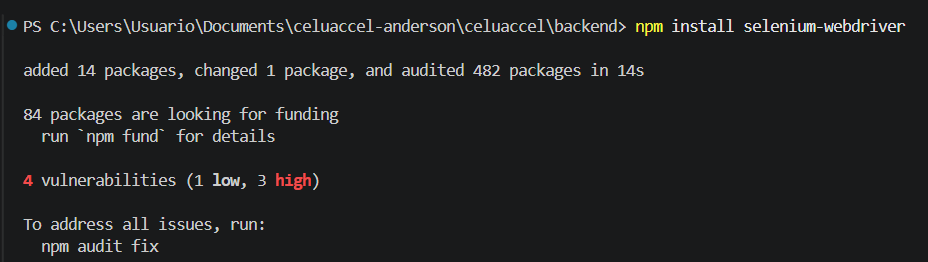 PS C:\Users\Usuario\Documents\celuaccel-anderson\celuaccel\backend> npm install selenium-webdriver
added 14 packages, changed 1 package, and audited 482 packages in 14s
84 packages are looking for funding
  run `npm fund` for details
4 vulnerabilities (1 low, 3 high)
To address all issues, run:
  npm audit fix